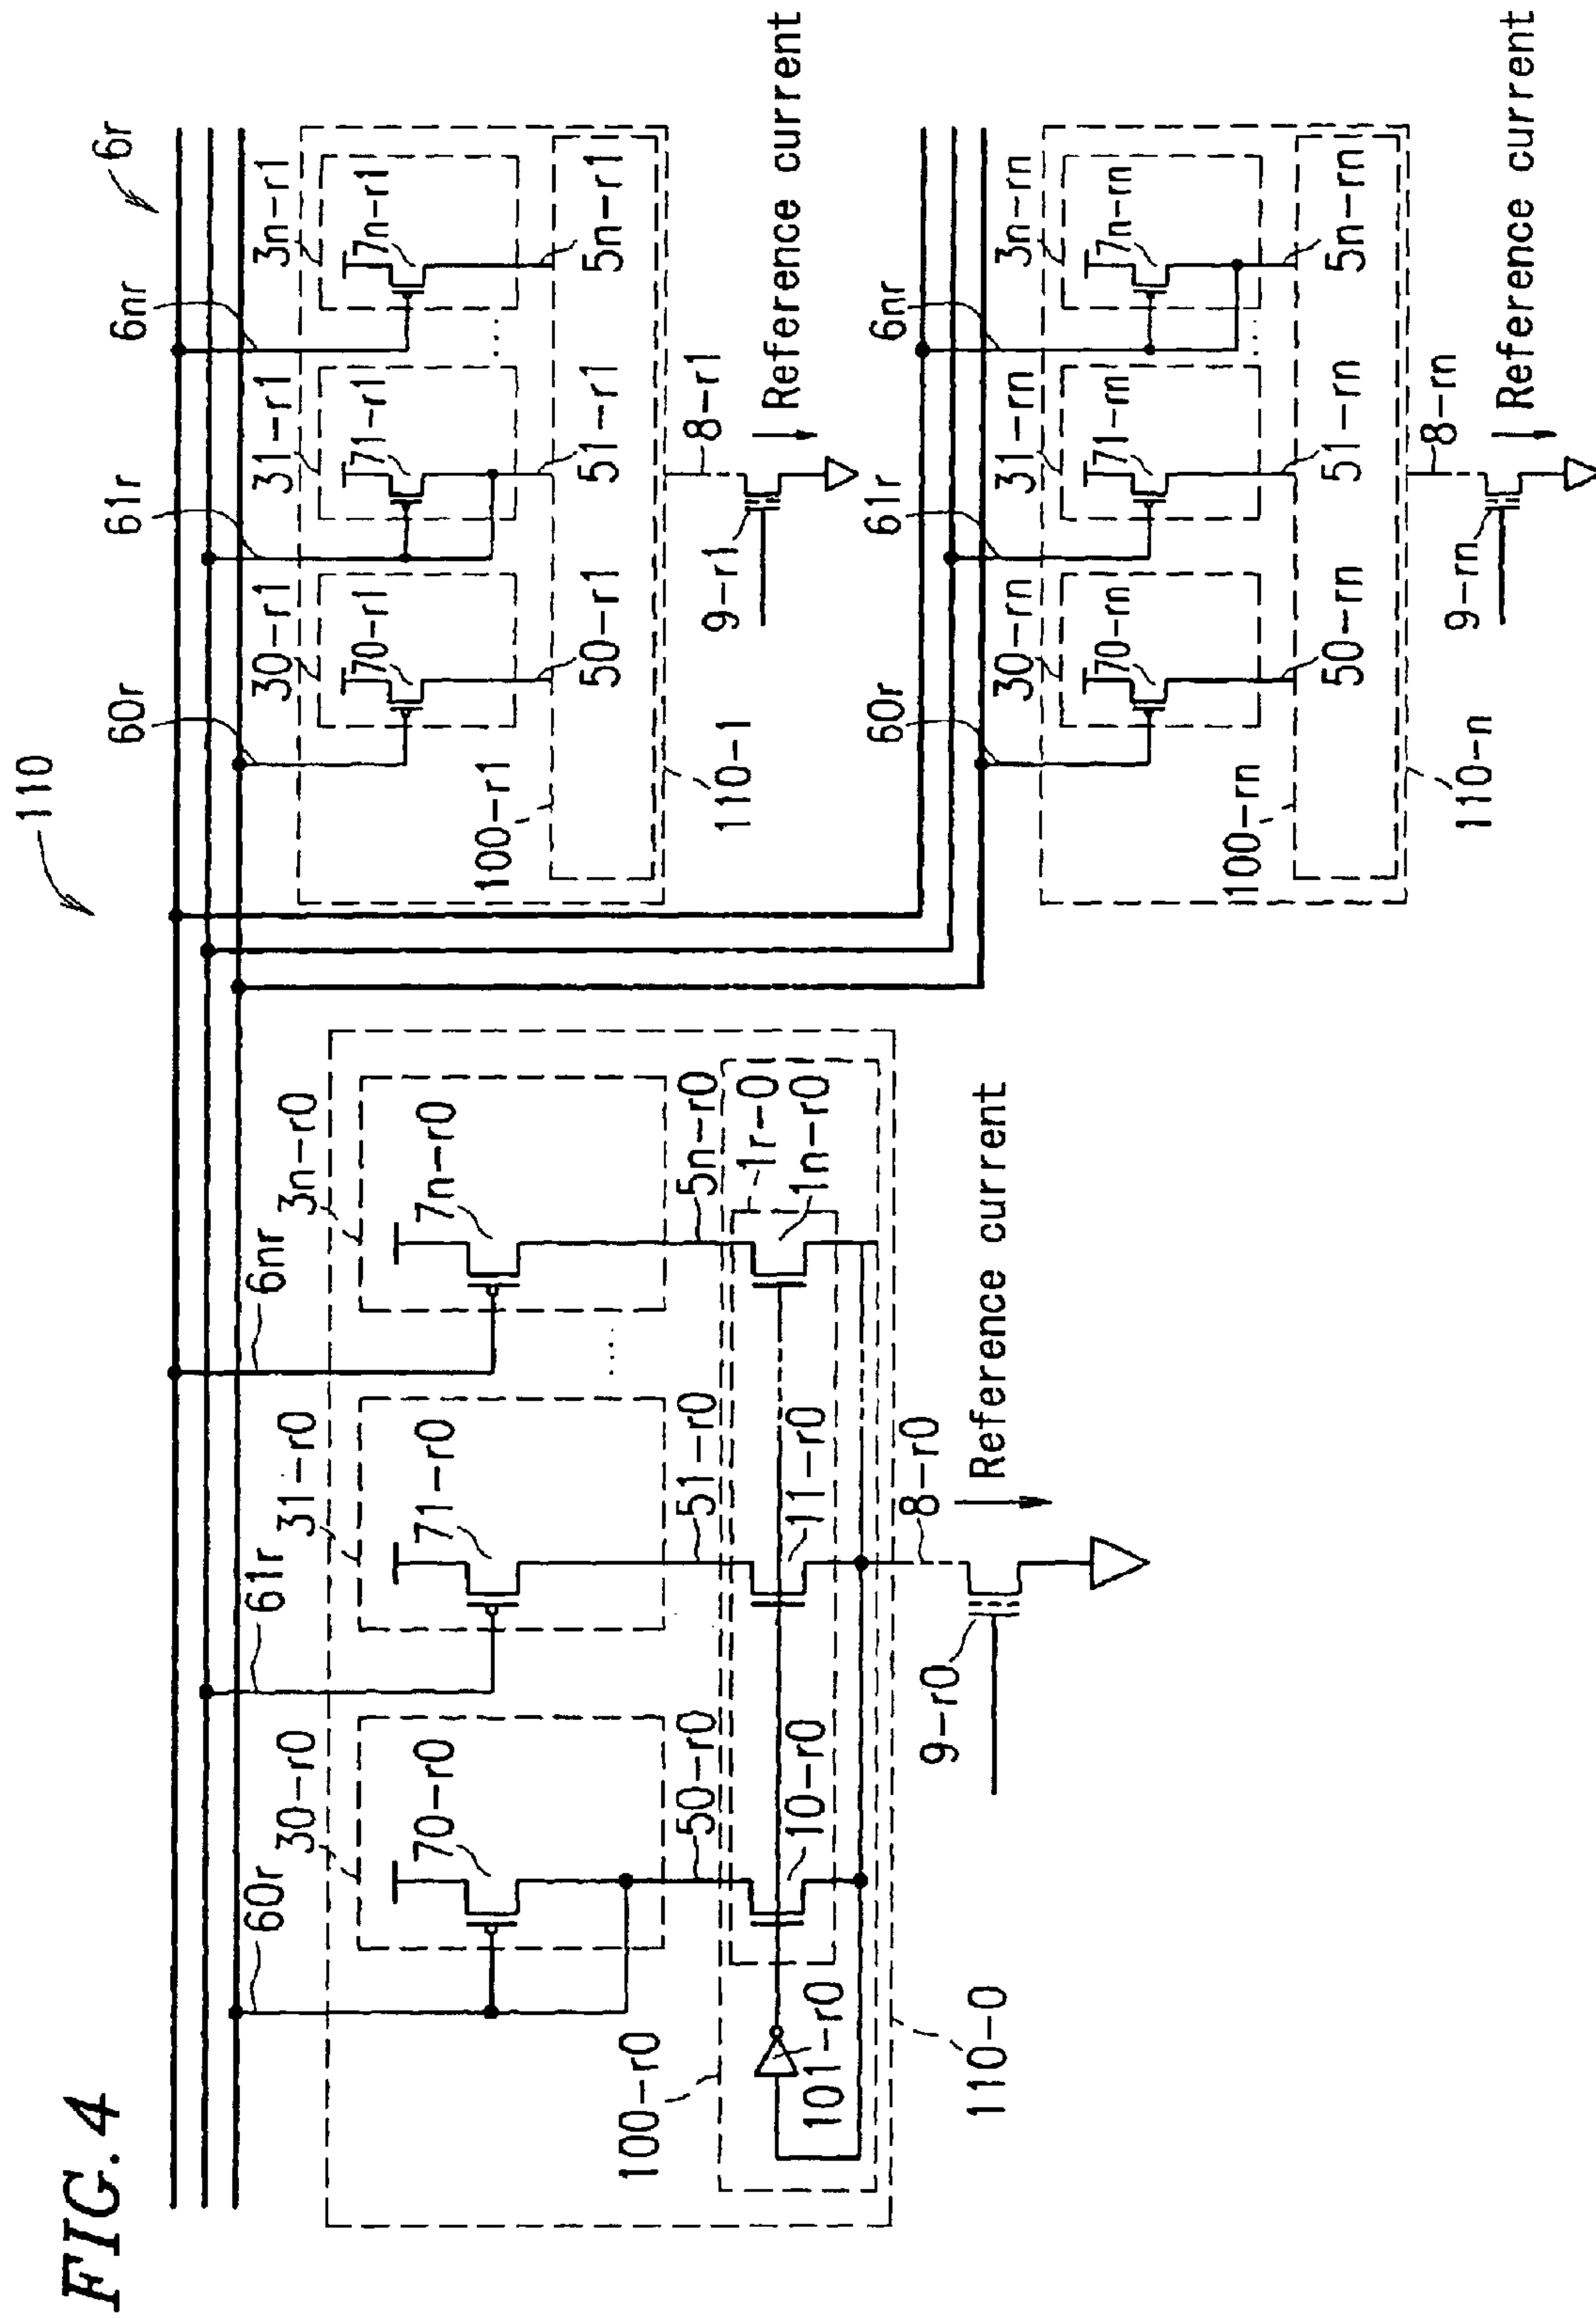 FIG. 4
110
6r
60r
61r
6nr
30-r0
31-r0
3n-r0
70-r0
71-r0
7n-r0
50-r0
51-r0
5n-r0
1r-0
1n-r0
10-r0
11-r0
100-r0
101-r0
110-0
8-r0
Reference current
9-r0
60r
61r
6nr
30-r1
31-r1
3n-r1
70-r1
71-r1
7n-r1
50-r1
51-r1
5n-r1
100-r1
110-1
8-r1
Reference current
9-r1
60r
61r
6nr
30-rn
31-rn
3n-rn
70-rn
71-rn
7n-rn
50-rn
51-rn
5n-rn
100-rn
110-n
8-rn
Reference current
9-rn